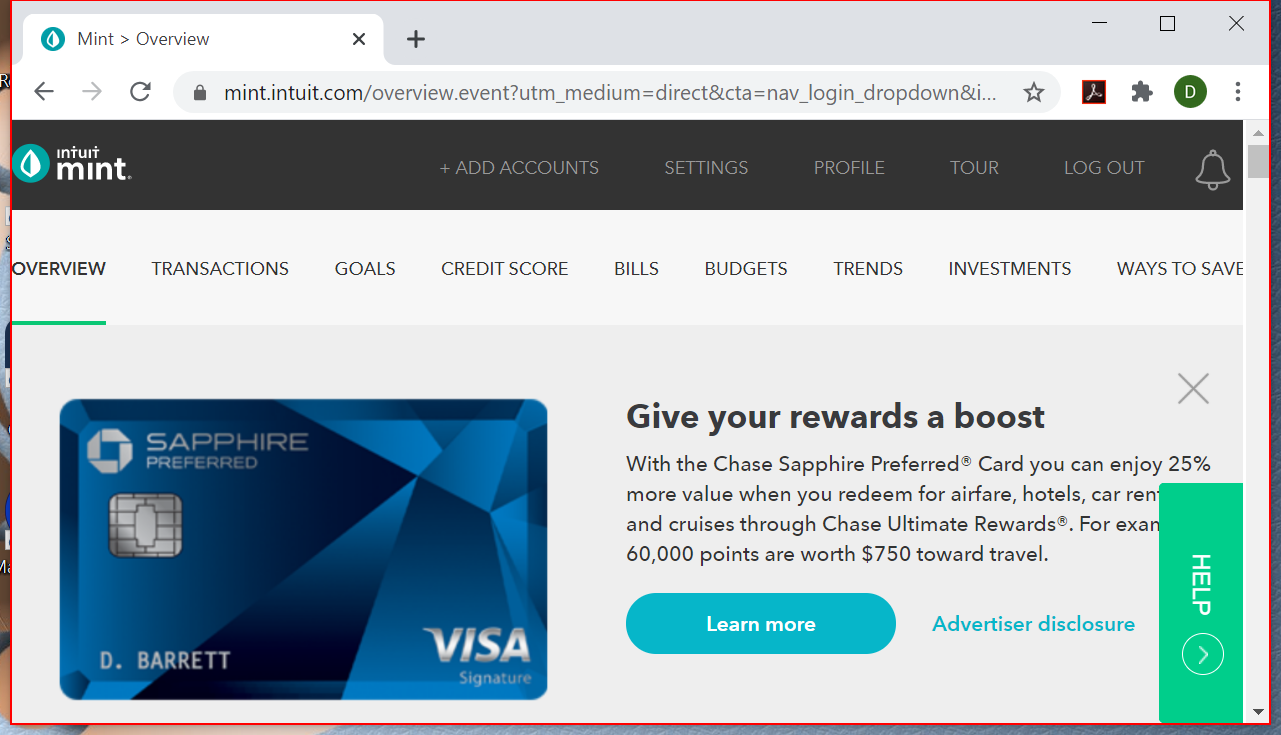 Mint > Overview
mint.intuit.com/overview.event?utm_medium=direct&cta=nav_login_dropdown&i...
D
intuit
mint.
+ ADD ACCOUNTS SETTINGS PROFILE TOUR LOG OUT
OVERVIEW TRANSACTIONS GOALS CREDIT SCORE BILLS BUDGETS TRENDS INVESTMENTS WAYS TO SAVE
SAPPHIRE
PREFERRED
D. BARRETT
VISA
Signature
Give your rewards a boost
With the Chase Sapphire Preferred® Card you can enjoy 25%
more value when you redeem for airfare, hotels, car
and cruises through Chase Ultimate Rewards®. For
60,000 points are worth $750 toward travel.
Learn more Advertiser disclosure
HELP